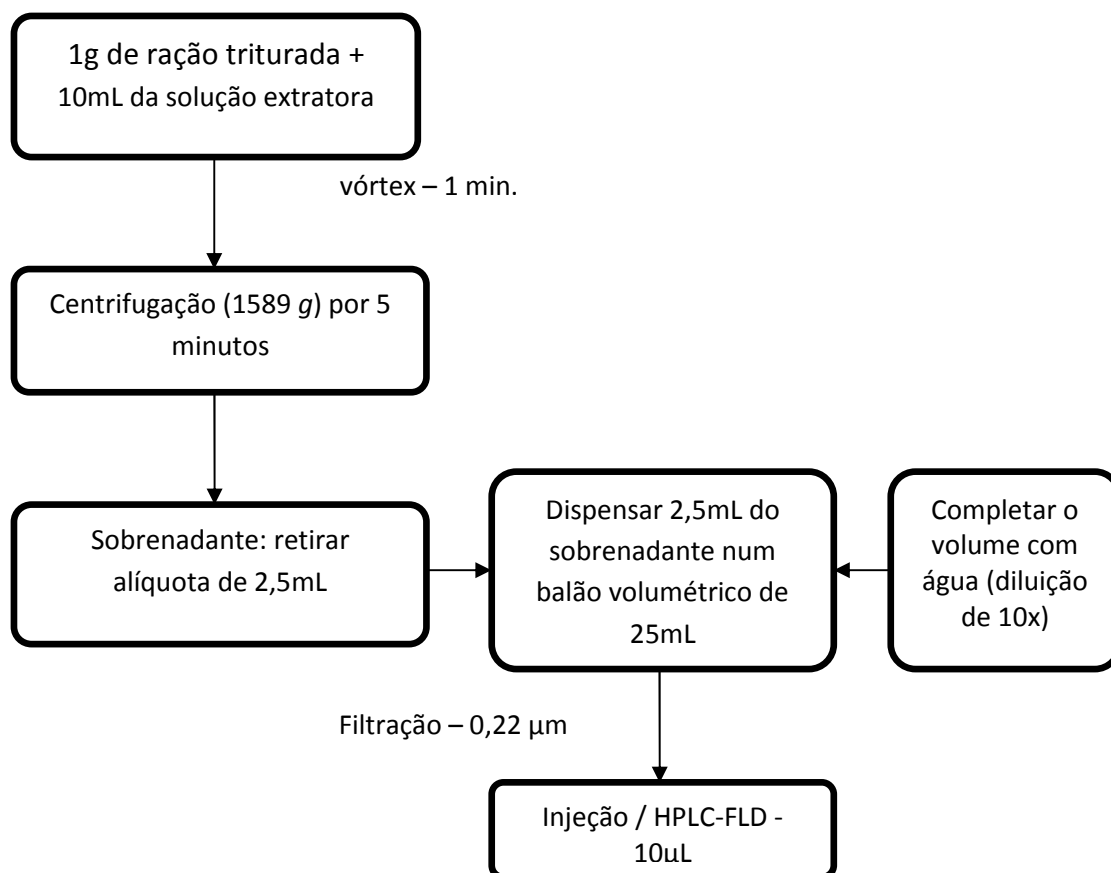 1g de ração triturada +
10mL da solução extratora
vórtex – 1 min.
Centrifugação (1589 g) por 5
minutos
Sobrenadante: retirar
alíquota de 2,5mL
Dispensar 2,5mL do
sobrenadante num
balão volumétrico de
25mL
Completar o
volume com
água (diluição
de 10x)
Filtração – 0,22 µm
Injeção / HPLC-FLD -
10µL